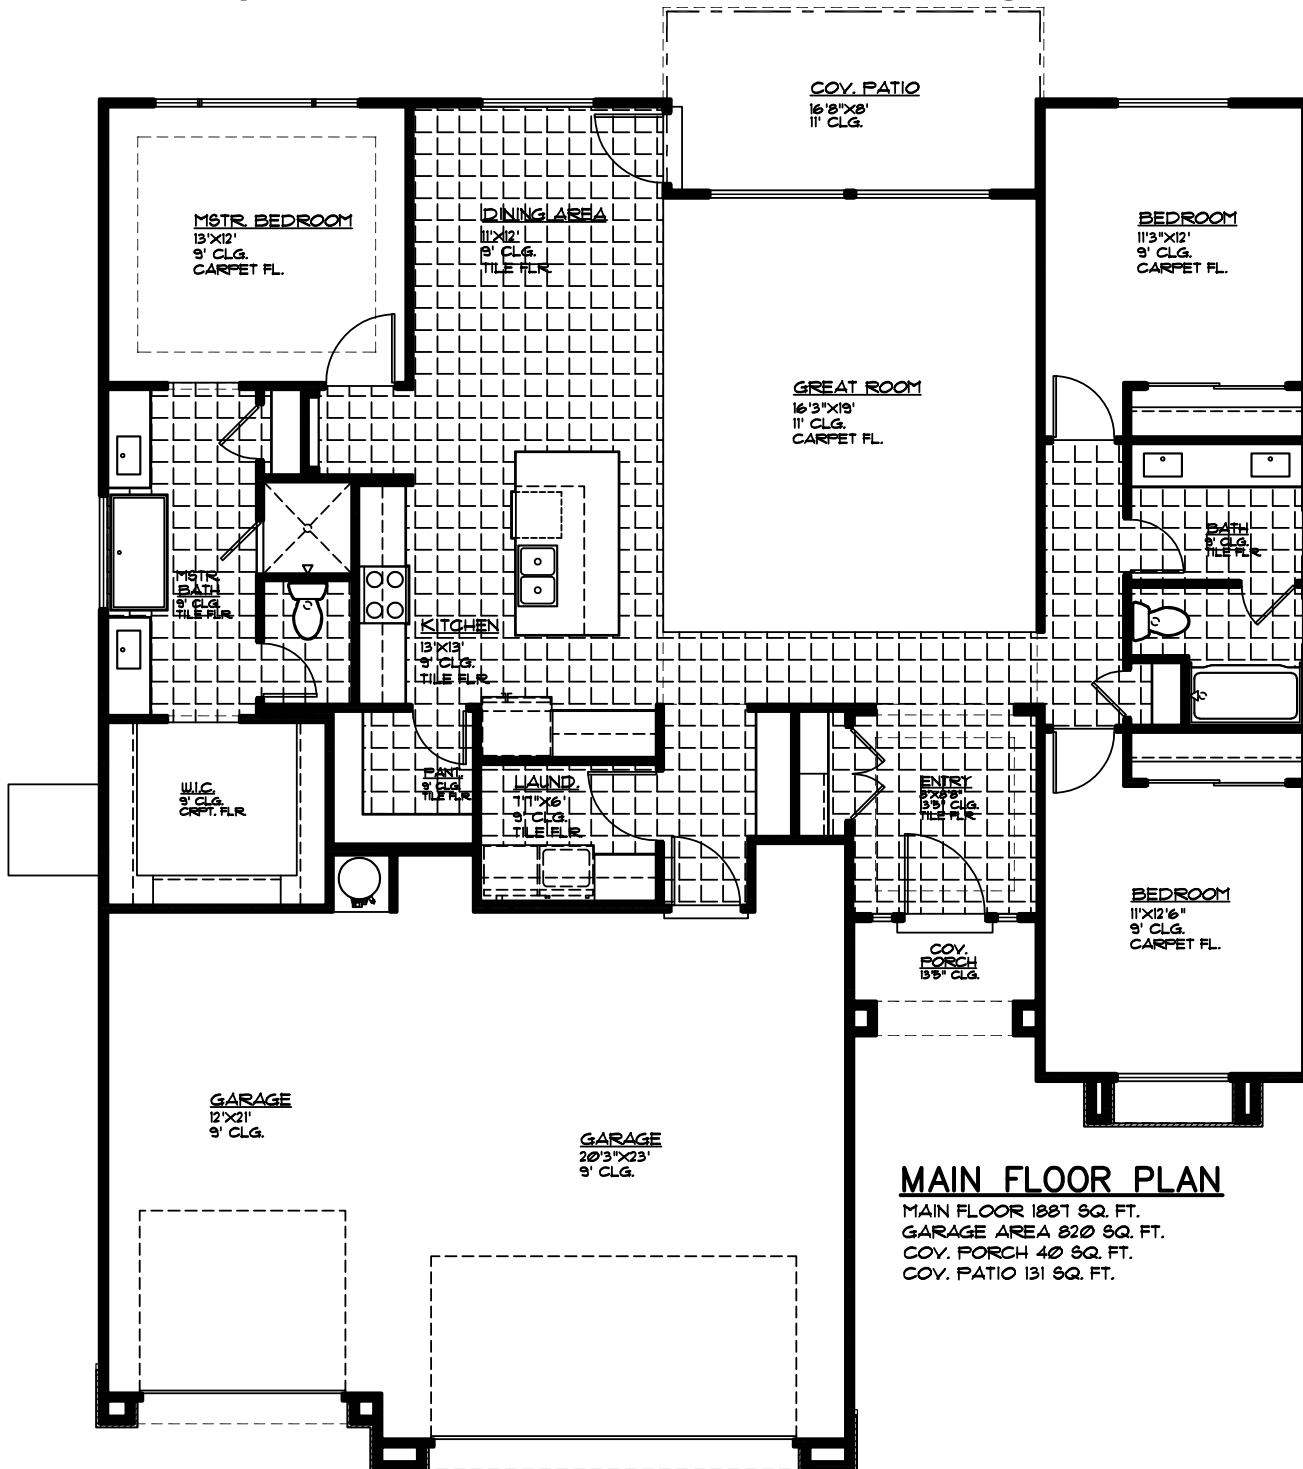 COV. PATIO
16'8"X8'
11' CLG.
MSTR. BEDROOM
13'X12'
9' CLG.
CARPET FL.
DINING AREA
11'X12'
9' CLG.
TILE FLR.
BEDROOM
11'3"X12'
9' CLG.
CARPET FL.
GREAT ROOM
16'3"X19'
11' CLG.
CARPET FL.
BATH
9' CLG.
TILE FLR.
MSTR.
BATH
9' CLG.
TILE FLR.
KITCHEN
13'X13'
9' CLG.
TILE FLR.
W.I.C.
9' CLG.
CRPT. FLR.
PANT.
9' CLG.
TILE FLR.
LAUND.
7'7"X6'
9' CLG.
TILE FLR.
ENTRY
CLG.
TILE FLR.
COV.
PORCH
13'5" CLG.
BEDROOM
11'X12'6"
9' CLG.
CARPET FL.
GARAGE
12'X21'
9' CLG.
GARAGE
20'3"X23'
9' CLG.
MAIN FLOOR PLAN
MAIN FLOOR 1887 SQ. FT.
GARAGE AREA 820 SQ. FT.
COV. PORCH 40 SQ. FT.
COV. PATIO 131 SQ. FT.